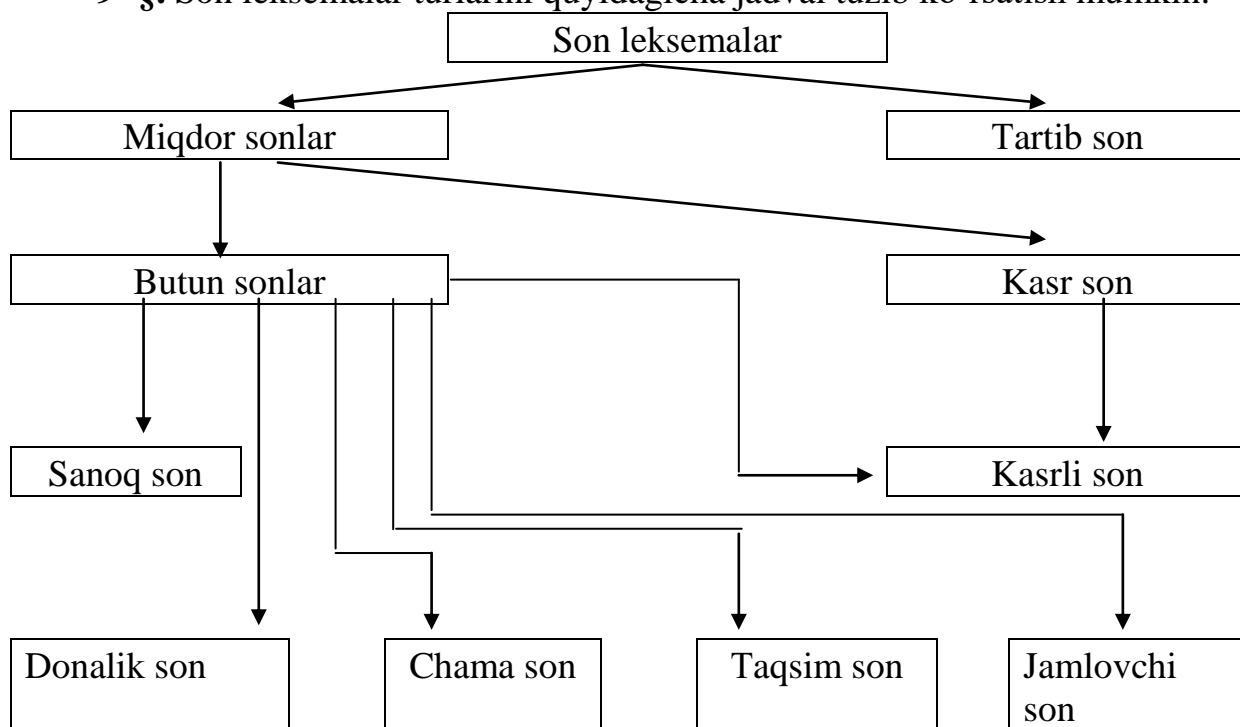 §. Son leksemalar turlarini quyidagicha jadval tuzib ko‘rsatish mumkin:
Son leksemalar
Miqdor sonlar
Tartib son
Butun sonlar
Kasr son
Sanoq son
Kasrli son
Donalik son
Chama son
Taqsim son
Jamlovchi
son